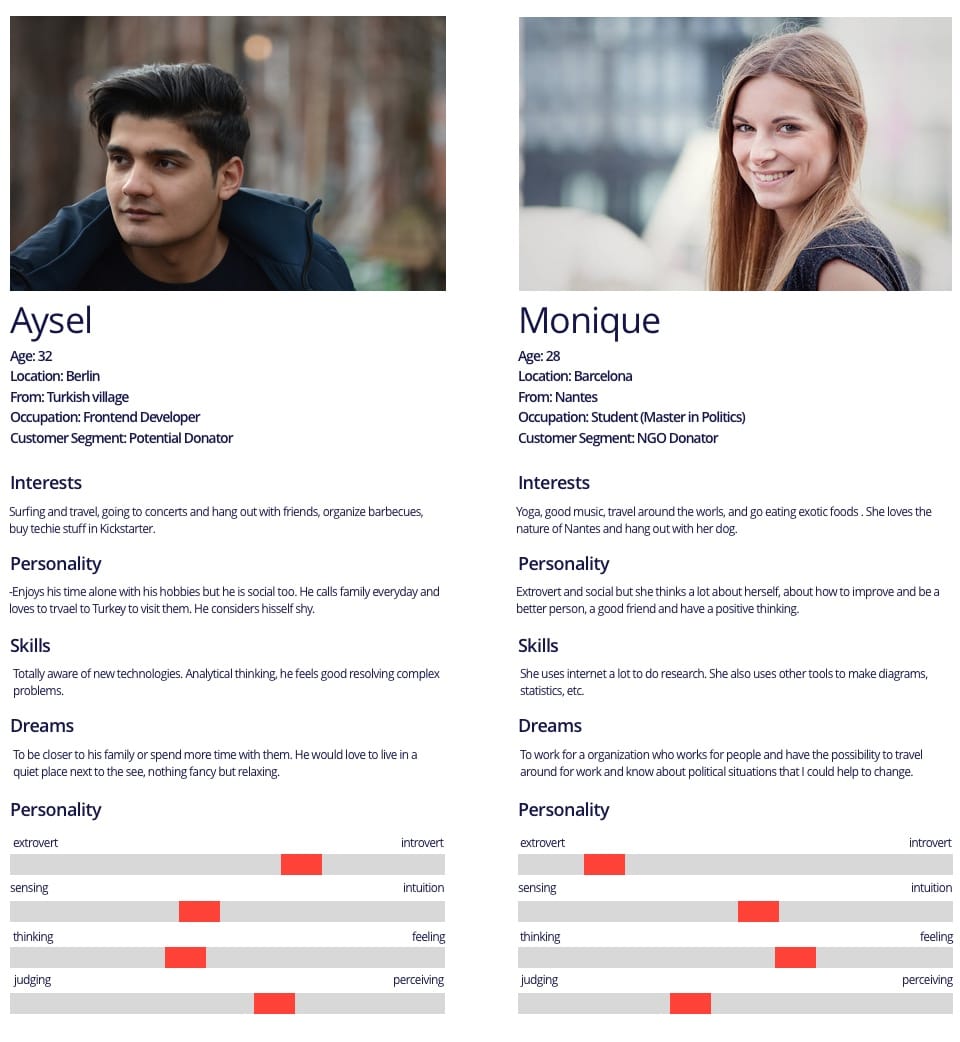 Aysel
Age: 32
Location: Berlin
From: Turkish village
Occupation: Frontend Developer
Customer Segment: Potential Donator
Interests
Surfing and travel, going to concerts and hang out with friends, organize barbecues,
buy techie stuff in Kickstarter.
Personality
-Enjoys his time alone with his hobbies but he is social too. He calls family everyday and
loves to trvael to Turkey to visit them. He considers hisself shy.
Skills
Totally aware of new technologies. Analytical thinking, he feels good resolving complex
problems.
Dreams
To be closer to his family or spend more time with them. He would love to live in a
quiet place next to the see, nothing fancy but relaxing.
Personality
extrovert introvert
sensing intuition
thinking feeling
judging perceiving
Monique
Age: 28
Location: Barcelona
From: Nantes
Occupation: Student (Master in Politics)
Customer Segment: NGO Donator
Interests
Yoga, good music, travel around the worls, and go eating exotic foods . She loves the
nature of Nantes and hang out with her dog.
Personality
Extrovert and social but she thinks a lot about herself, about how to improve and be a
better person, a good friend and have a positive thinking.
Skills
She uses internet a lot to do research. She also uses other tools to make diagrams,
statistics, etc.
Dreams
To work for a organization who works for people and have the possibility to travel
around for work and know about political situations that I could help to change.
Personality
extrovert introvert
sensing intuition
thinking feeling
judging perceiving